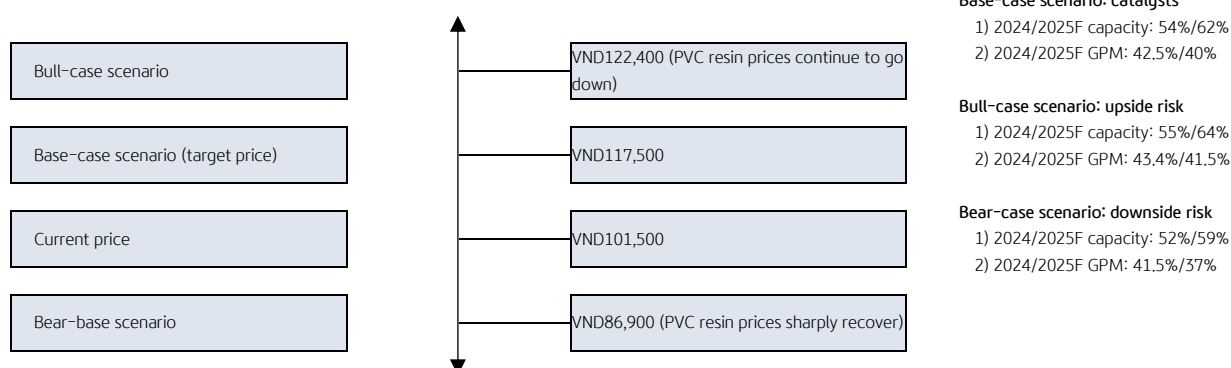 Bull-case scenario
VND122,400 (PVC resin prices continue to go
down)
Base-case scenario (target price)
VND117,500
Current price
VND101,500
Bear-base scenario
VND86,900 (PVC resin prices sharply recover)
Base-case scenario: catalysts
1) 2024/2025F capacity: 54%/62%
2) 2024/2025F GPM: 42.5%/40%
Bull-case scenario: upside risk
1) 2024/2025F capacity: 55%/64%
2) 2024/2025F GPM: 43.4%/41.5%
Bear-case scenario: downside risk
1) 2024/2025F capacity: 52%/59%
2) 2024/2025F GPM: 41.5%/37%